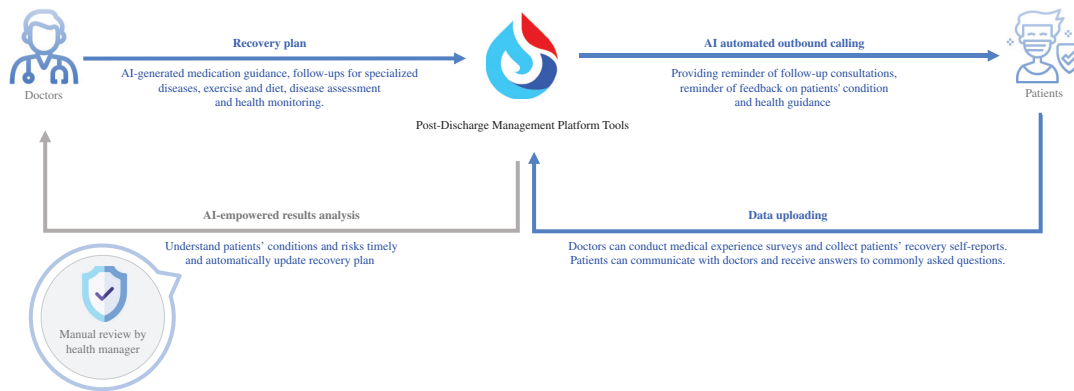 Recovery plan
AI-generated medication guidance, follow-ups for specialized
diseases, exercise and diet, disease assessment
and health monitoring.
Doctors
AI automated outbound calling
Providing reminder of follow-up consultations,
reminder of feedback on patients' condition
and health guidance
Patients
Post-Discharge Management Platform Tools
AI-empowered results analysis
Understand patients’ conditions and risks timely
and automatically update recovery plan
Data uploading
Doctors can conduct medical experience surveys and collect patients’ recovery self-reports.
Patients can communicate with doctors and receive answers to commonly asked questions.
Manual review by
health manager